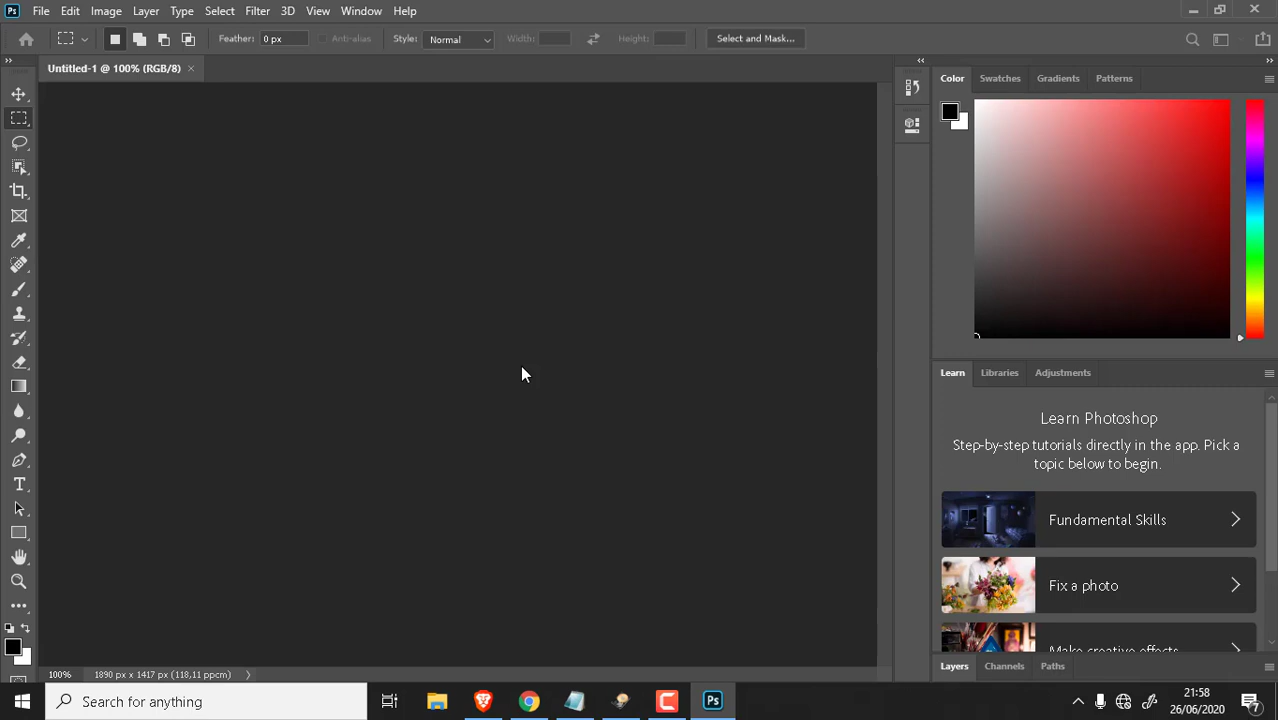 Ps File Edit Image Layer Type Select Filter 3D View Window Help
Feather: 0 px Anti-alias Style: Normal Width: Height: Select and Mask...
Untitled-1 @ 100% (RGB/8) ×
Color Swatches Gradients Patterns
Learn Libraries Adjustments
Learn Photoshop
Step-by-step tutorials directly in the app. Pick a
topic below to begin.
Fundamental Skills
Fix a photo
Make creative effects
Layers Channels Paths
100% 1890 px x 1417 px (118,11 ppcm)
Search for anything
Ps
21:58
26/06/2020
7